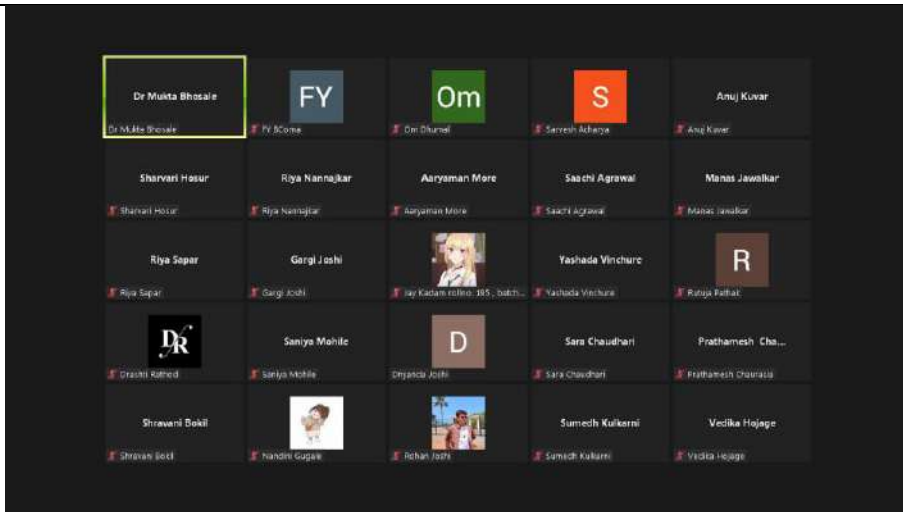 Dr Mukta Bhosale
Dr Mukta Bhosale
FY
FY BComa
Om
Om Dhumal
S
Sarvesh Acharya
Anuj Kuvar
Anuj Kuvar
Sharvari Hosur
Sharvari Hosur
Riya Nannajkar
Riya Nannajkar
Aaryaman More
Aaryaman More
Saachi Agrawal
Saachi Agrawal
Manas Jawalkar
Manas Jawalkar
Riya Sapar
Riya Sapar
Gargi Joshi
Gargi Joshi
Jay Kadam rollno. 195 , batch...
Yashada Vinchure
Yashada Vinchure
R
Rutuja Pathak
DR
Drashti Rathod
Saniya Mohile
Saniya Mohile
D
Dnyanda Joshi
Sara Chaudhari
Sara Chaudhari
Prathamesh Cha...
Prathamesh Chaurasia
Shravani Bokil
Shravani Bokil
Nandini Gugale
Rohan Joshi
Sumedh Kulkarni
Sumedh Kulkarni
Vedika Hojage
Vedika Hojage